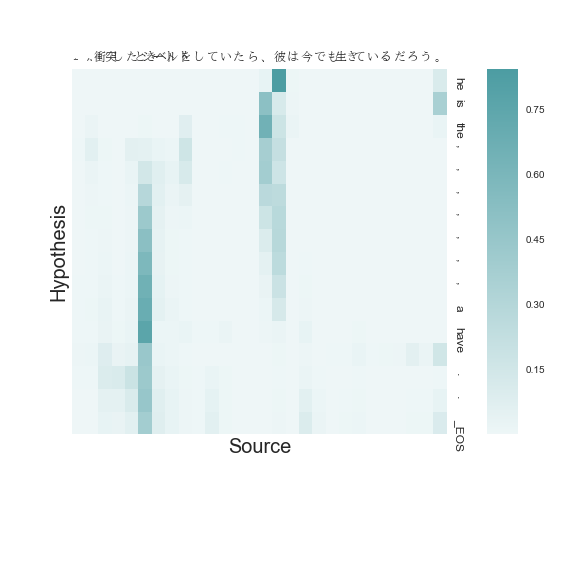 衝突したときベルトをしていたら、彼は今でも生きているだろう。
he
is
the
,
,
,
,
,
,
,
a
have
.
.
_EOS
Hypothesis
Source
0.75
0.60
0.45
0.30
0.15